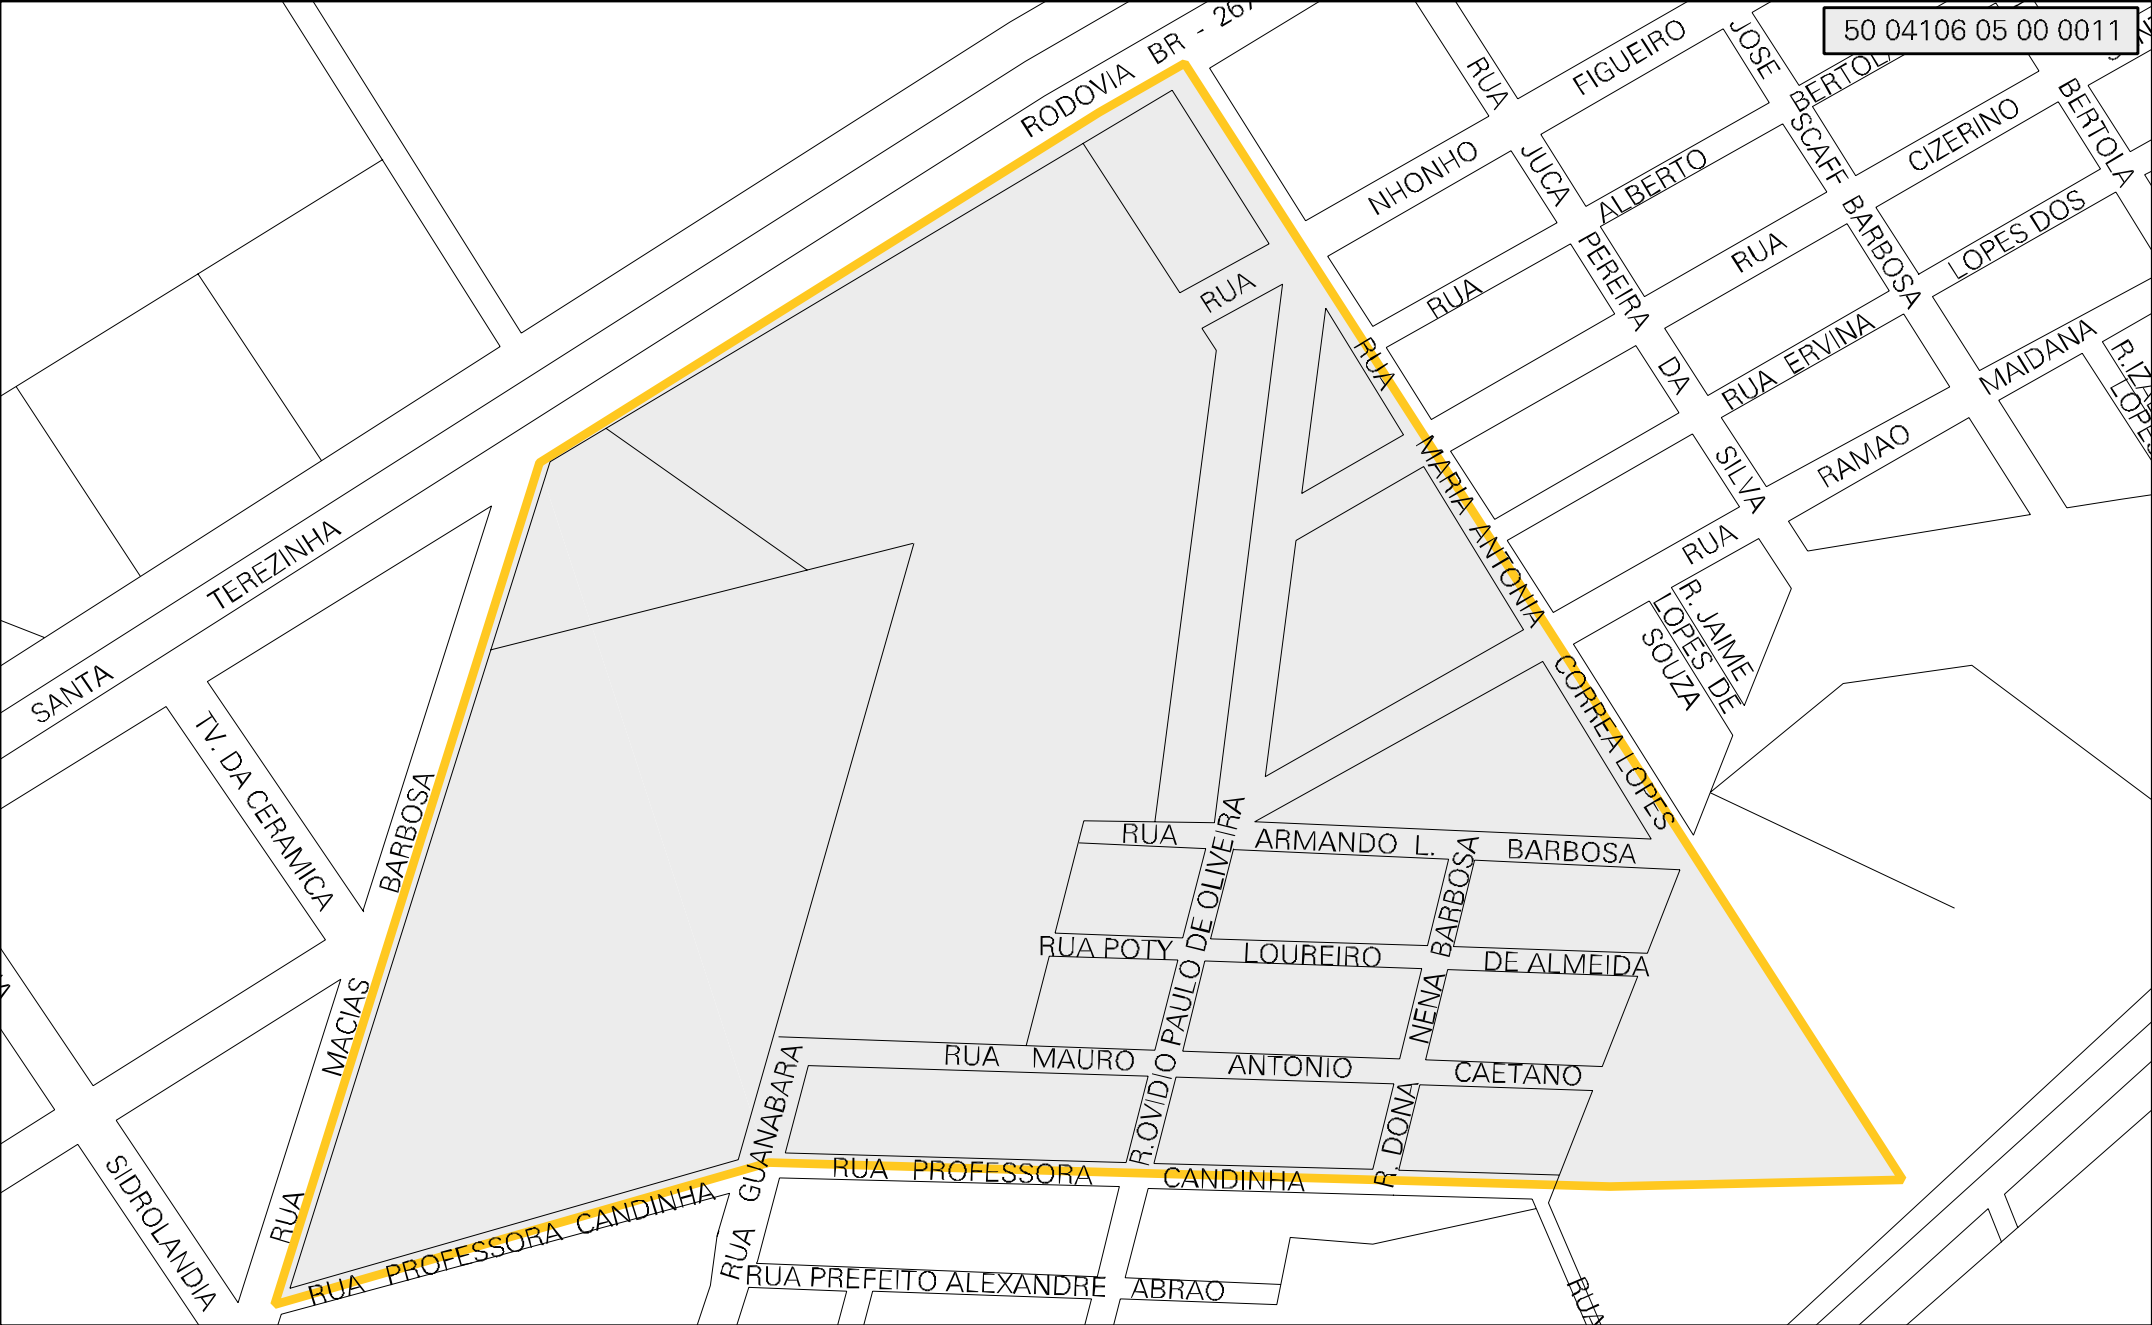 50 04106 05 00 0011
RODOVIA BR - 267
SANTA TEREZINHA
RUA
FIGUEIRO
NHONHO
JOSE
SCAFF
BARBOSA
BERTOLA
CIZERINO
BERTOLA
JUCA
PEREIRA
DA
SILVA
ALBERTO
RUA
RUA
LOPES DOS
RUA ERVINA
MAIDANA
RAMAO
RUA
RUA
RUA
MARIA ANTONIA
CORREA LOPES
R. JAIME
LOPES DE
SOUZA
LOPES
TV. DA CERAMICA
RUA MACIAS BARBOSA
SIDROLANDIA
RUA ARMANDO L. BARBOSA
RUA POTY LOUREIRO DE ALMEIDA
RUA MAURO ANTONIO CAETANO
R.OVIDIO PAULO DE OLIVEIRA
R. DONA NENA BARBOSA
RUA GUANABARA
RUA PROFESSORA CANDINHA
RUA PROFESSORA CANDINHA
RUA PREFEITO ALEXANDRE ABRAO
RUA